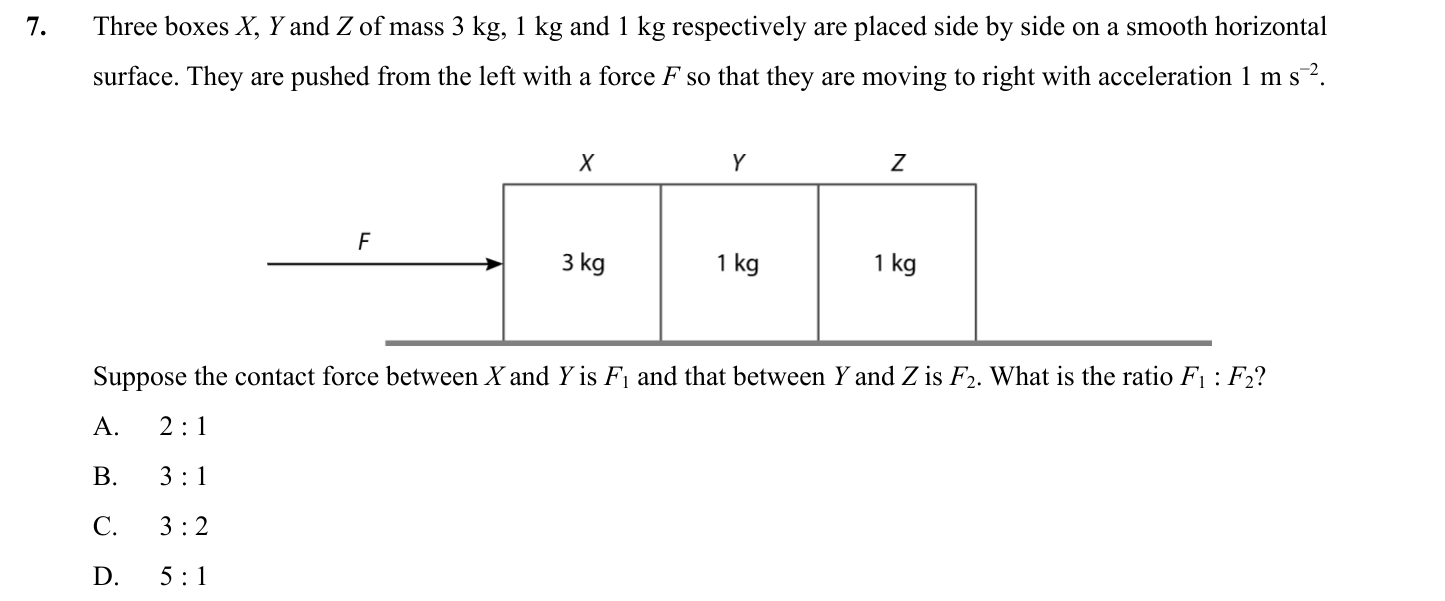 7. Three boxes X, Y and Z of mass 3 kg, 1 kg and 1 kg respectively are placed side by side on a smooth horizontal
surface. They are pushed from the left with a force F so that they are moving to right with acceleration 1 m s⁻².
X Y Z
F
3 kg 1 kg 1 kg
Suppose the contact force between X and Y is F₁ and that between Y and Z is F₂. What is the ratio F₁ : F₂?
A. 2 : 1
B. 3 : 1
C. 3 : 2
D. 5 : 1